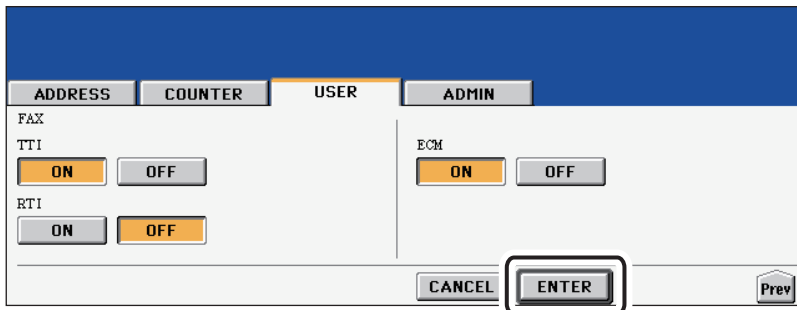 ADDRESS COUNTER USER ADMIN
FAX
TTI
ON OFF
RTI
ON OFF
ECM
ON OFF
CANCEL ENTER Prev